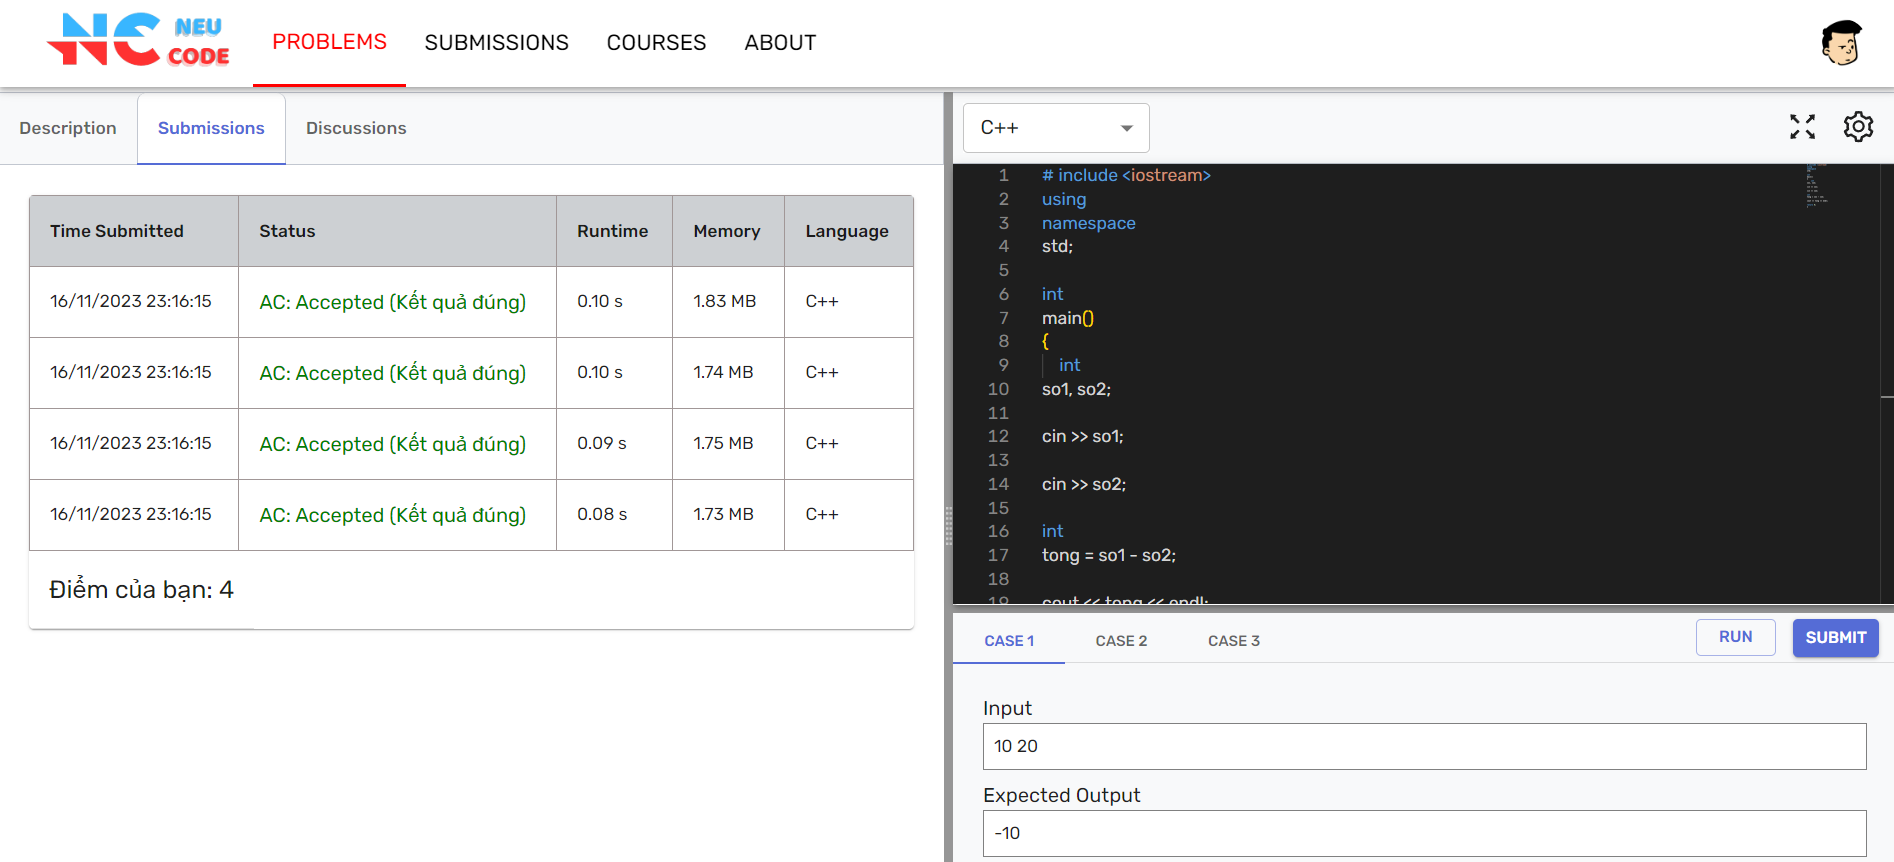 NEU
CODE
PROBLEMS
SUBMISSIONS
COURSES
ABOUT
Description
Submissions
Discussions
Time Submitted Status Runtime Memory Language
16/11/2023 23:16:15 AC: Accepted (Kết quả đúng) 0.10 s 1.83 MB C++
16/11/2023 23:16:15 AC: Accepted (Kết quả đúng) 0.10 s 1.74 MB C++
16/11/2023 23:16:15 AC: Accepted (Kết quả đúng) 0.09 s 1.75 MB C++
16/11/2023 23:16:15 AC: Accepted (Kết quả đúng) 0.08 s 1.73 MB C++
Điểm của bạn: 4
C++
1 # include <iostream>
2 using
3 namespace
4 std;
5
6 int
7 main()
8 {
9 int
10 so1, so2;
11
12 cin >> so1;
13
14 cin >> so2;
15
16 int
17 tong = so1 - so2;
18
19 cout << tong << endl;
CASE 1
CASE 2
CASE 3
RUN
SUBMIT
Input
10 20
Expected Output
-10